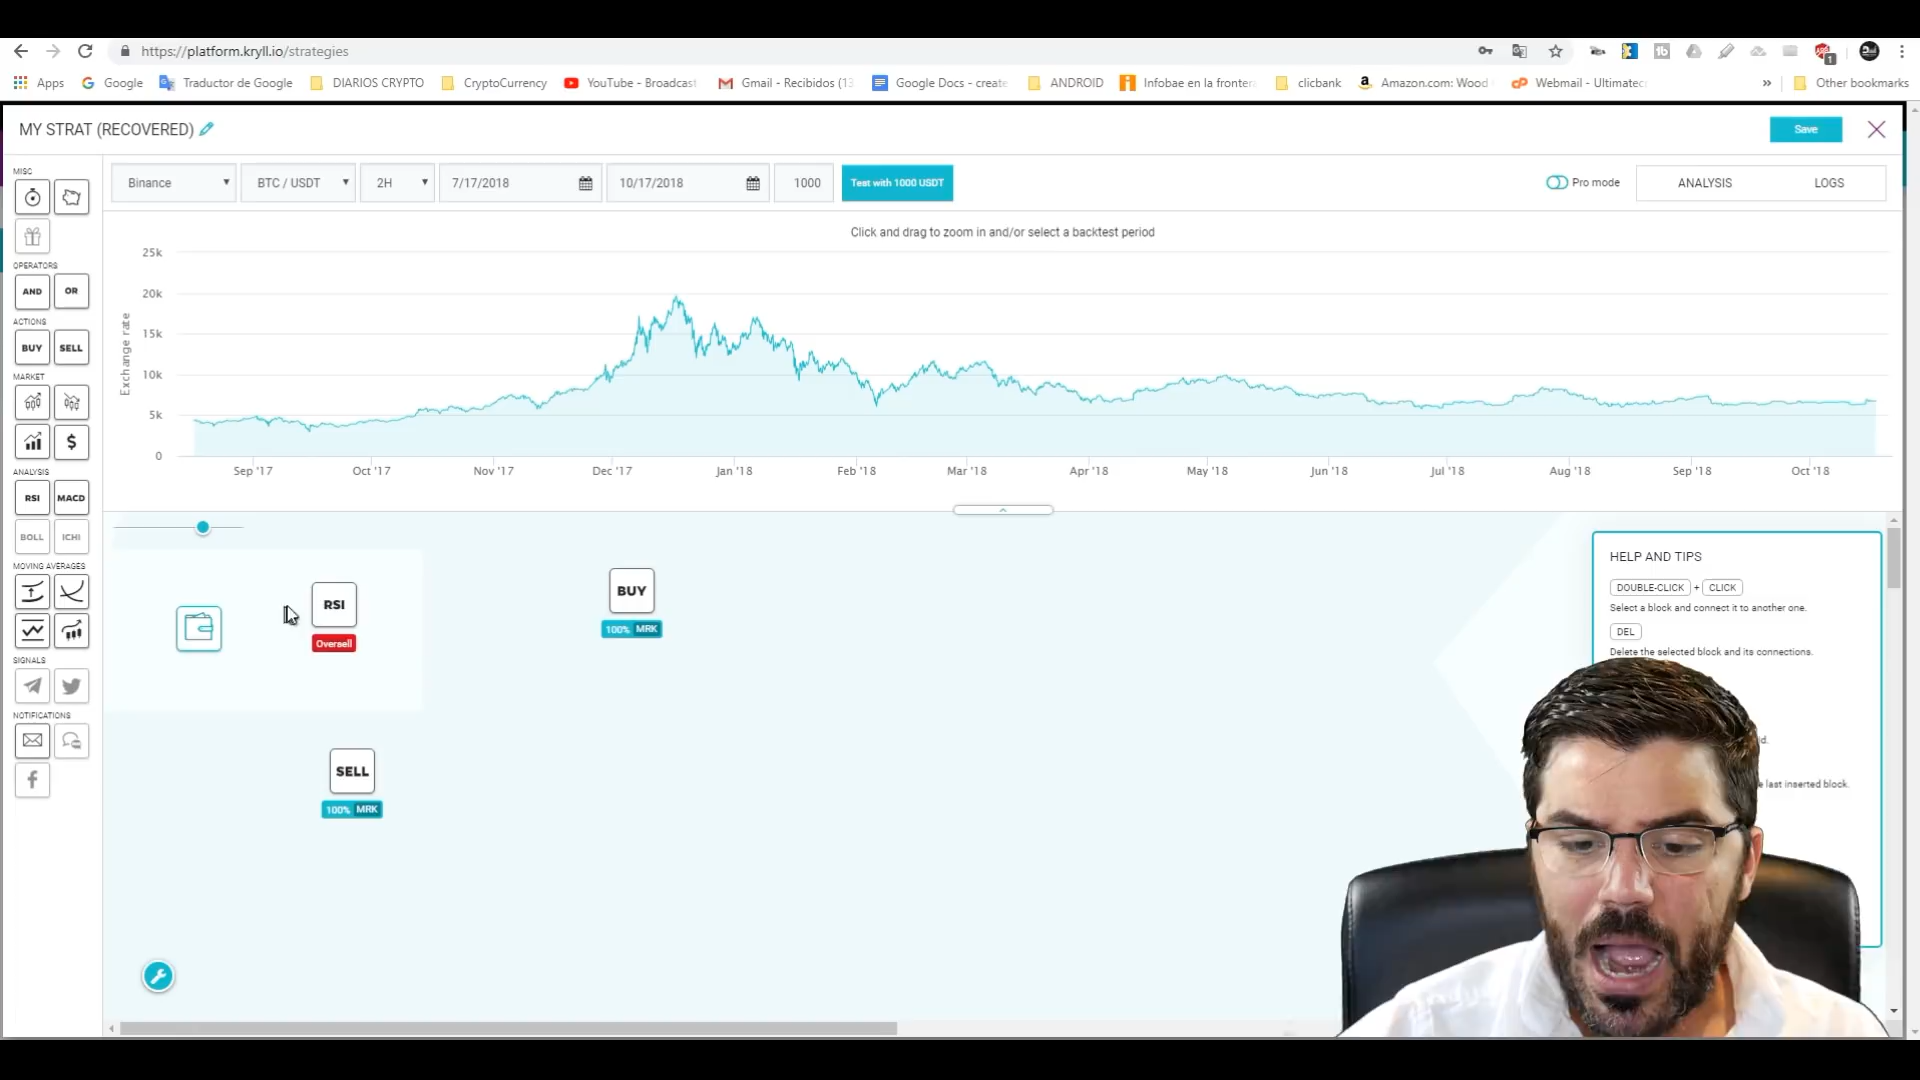 https://platform.kryll.io/strategies
Apps
Google
Traductor de Google
DIARIOS CRYPTO
CryptoCurrency
YouTube - Broadcast
Gmail - Recibidos (13
Google Docs - create
ANDROID
Infobae en la frontera
clicbank
Amazon.com: Wood
Webmail - Ultimatec
»
Other bookmarks
MY STRAT (RECOVERED)
Save
MISC
Binance
BTC / USDT
2H
7/17/2018
10/17/2018
1000
Test with 1000 USDT
Pro mode
ANALYSIS
LOGS
Click and drag to zoom in and/or select a backtest period
Exchange rate
25k
20k
15k
10k
5k
0
Sep '17
Oct '17
Nov '17
Dec '17
Jan '18
Feb '18
Mar '18
Apr '18
May '18
Jun '18
Jul '18
Aug '18
Sep '18
Oct '18
OPERATORS
AND
OR
ACTIONS
BUY
SELL
MARKET
$
ANALYSIS
RSI
MACD
BOLL
ICHI
MOVING AVERAGES
SIGNALS
NOTIFICATIONS
RSI
Oversell
BUY
100% MRK
SELL
100% MRK
HELP AND TIPS
DOUBLE-CLICK + CLICK
Select a block and connect it to another one.
DEL
Delete the selected block and its connections.
d.
last inserted block.